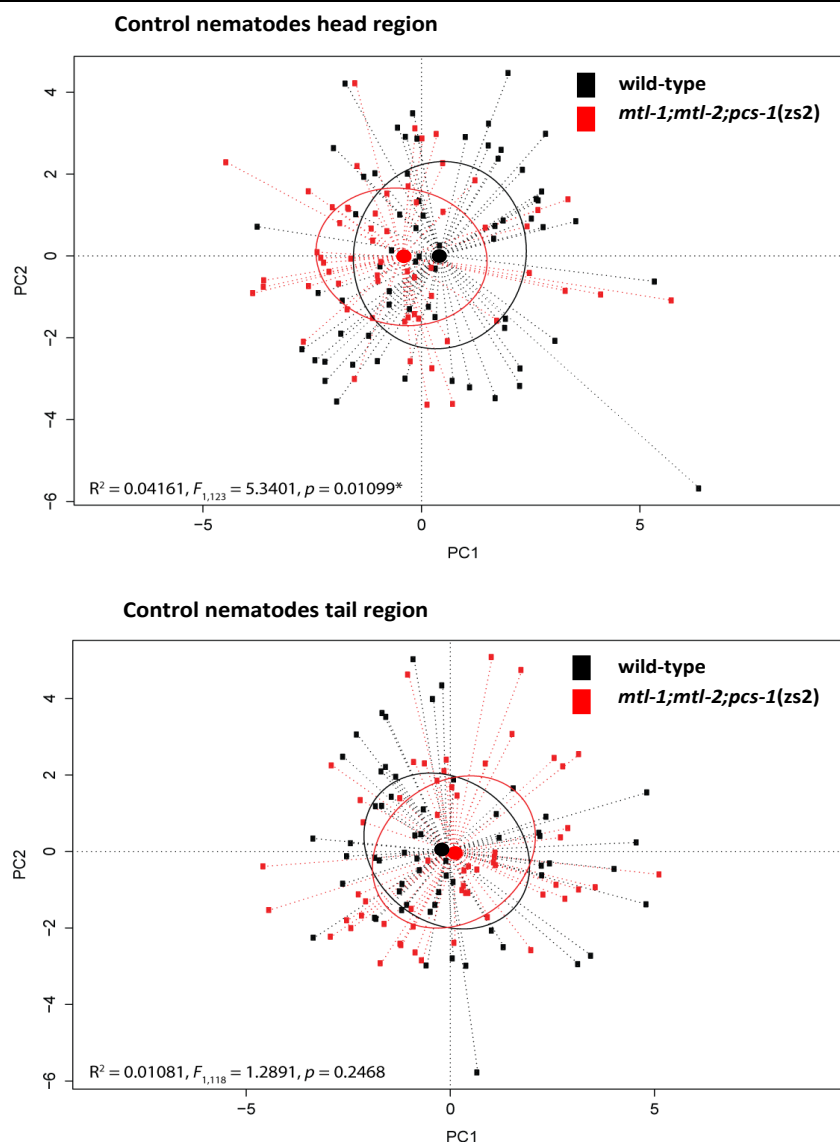 Control nematodes head region
wild-type
mtl-1;mtl-2;pcs-1(zs2)
4
2
0
-2
-4
-6
PC2
R² = 0.04161, F1,123 = 5.3401, p = 0.01099*
-5 0 5
PC1
Control nematodes tail region
wild-type
mtl-1;mtl-2;pcs-1(zs2)
4
2
0
-2
-4
-6
PC2
R² = 0.01081, F1,118 = 1.2891, p = 0.2468
-5 0 5
PC1